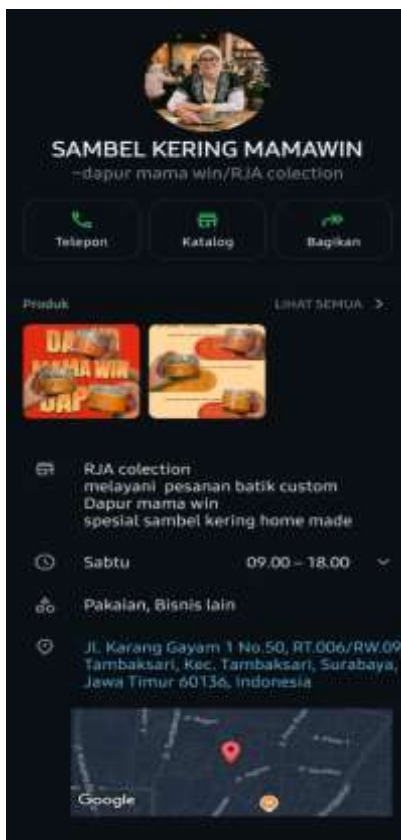 SAMBEL KERING MAMAWIN
~dapur mama win/RJA colection
Telepon
Katalog
Bagikan
Produk
LIHAT SEMUA >
DAPUR
MAMA WIN
DAP
RJA colection
melayani pesanan batik custom
Dapur mama win
spesial sambel kering home made
Sabtu
09.00 – 18.00
Pakaian, Bisnis lain
Jl. Karang Gayam 1 No.50, RT.006/RW.09
Tambaksari, Kec. Tambaksari, Surabaya,
Jawa Timur 60136, Indonesia
Google